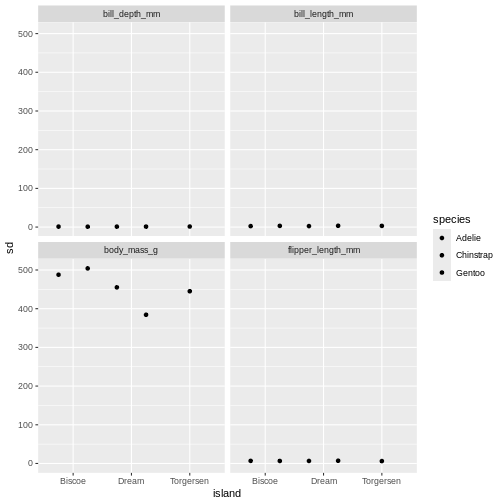 bill_depth_mm
bill_length_mm
500
400
300
200
100
0
sd
body_mass_g
flipper_length_mm
500
400
300
200
100
0
Biscoe
Dream
Torgersen
Biscoe
Dream
Torgersen
island
species
Adelie
Chinstrap
Gentoo